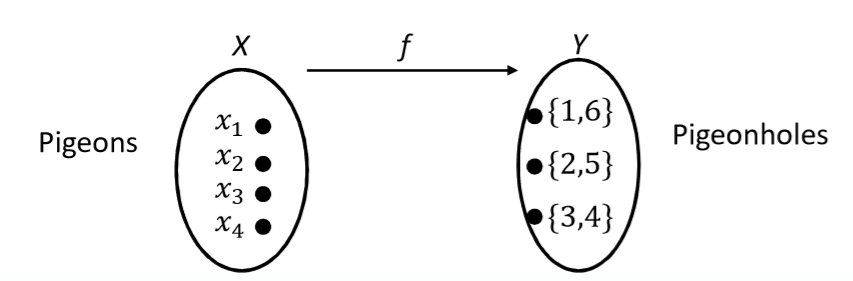 X f Y
Pigeons
x₁
x₂
x₃
x₄
{1,6}
{2,5}
{3,4}
Pigeonholes